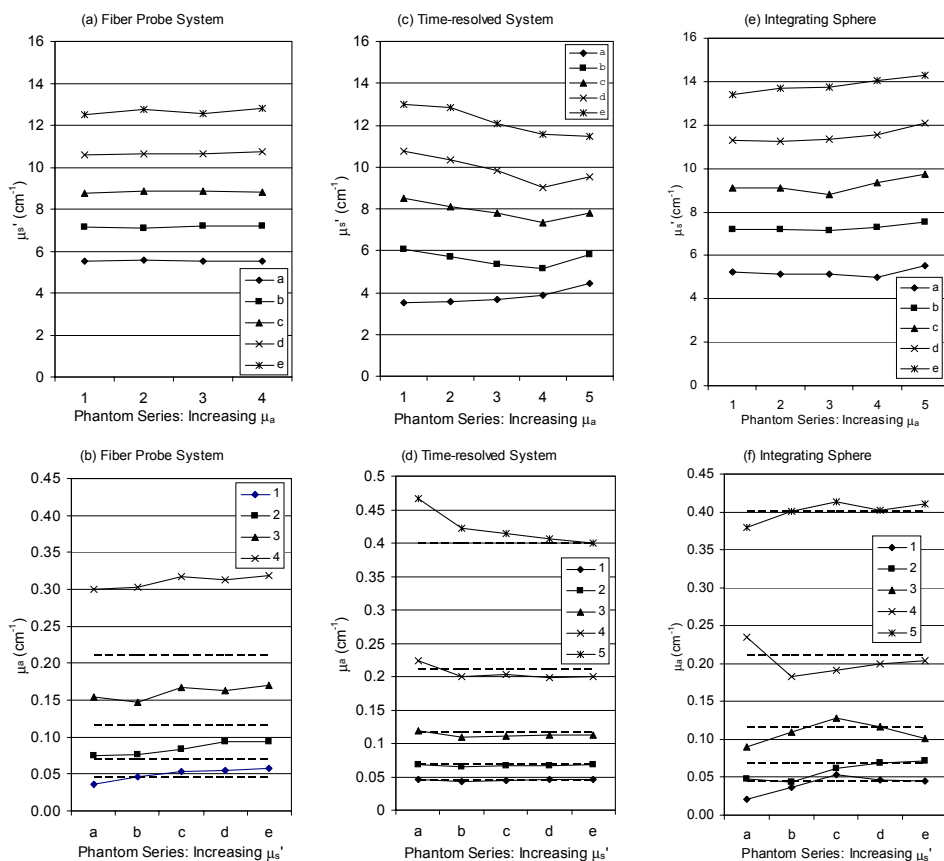 (a) Fiber Probe System
16
14
12
10
8
6
4
2
0
μs' (cm-1)
a
b
c
d
e
1 2 3 4
Phantom Series: Increasing μa
(c) Time-resolved System
16
14
12
10
8
6
4
2
0
μs' (cm-1)
a
b
c
d
e
1 2 3 4 5
Phantom Series: Increasing μa
(e) Integrating Sphere
16
14
12
10
8
6
4
2
0
μs' (cm-1)
a
b
c
d
e
1 2 3 4 5
Phantom Series: Increasing μa
(b) Fiber Probe System
0.45
0.40
0.35
0.30
0.25
0.20
0.15
0.10
0.05
0.00
μa (cm-1)
1
2
3
4
a b c d e
Phantom Series: Increasing μs'
(d) Time-resolved System
0.5
0.45
0.4
0.35
0.3
0.25
0.2
0.15
0.1
0.05
0
μa (cm-1)
1
2
3
4
5
a b c d e
Phantom Series: Increasing μs'
(f) Integrating Sphere
0.45
0.40
0.35
0.30
0.25
0.20
0.15
0.10
0.05
0.00
μa (cm-1)
1
2
3
4
5
a b c d e
Phantom Series: Increasing μs'